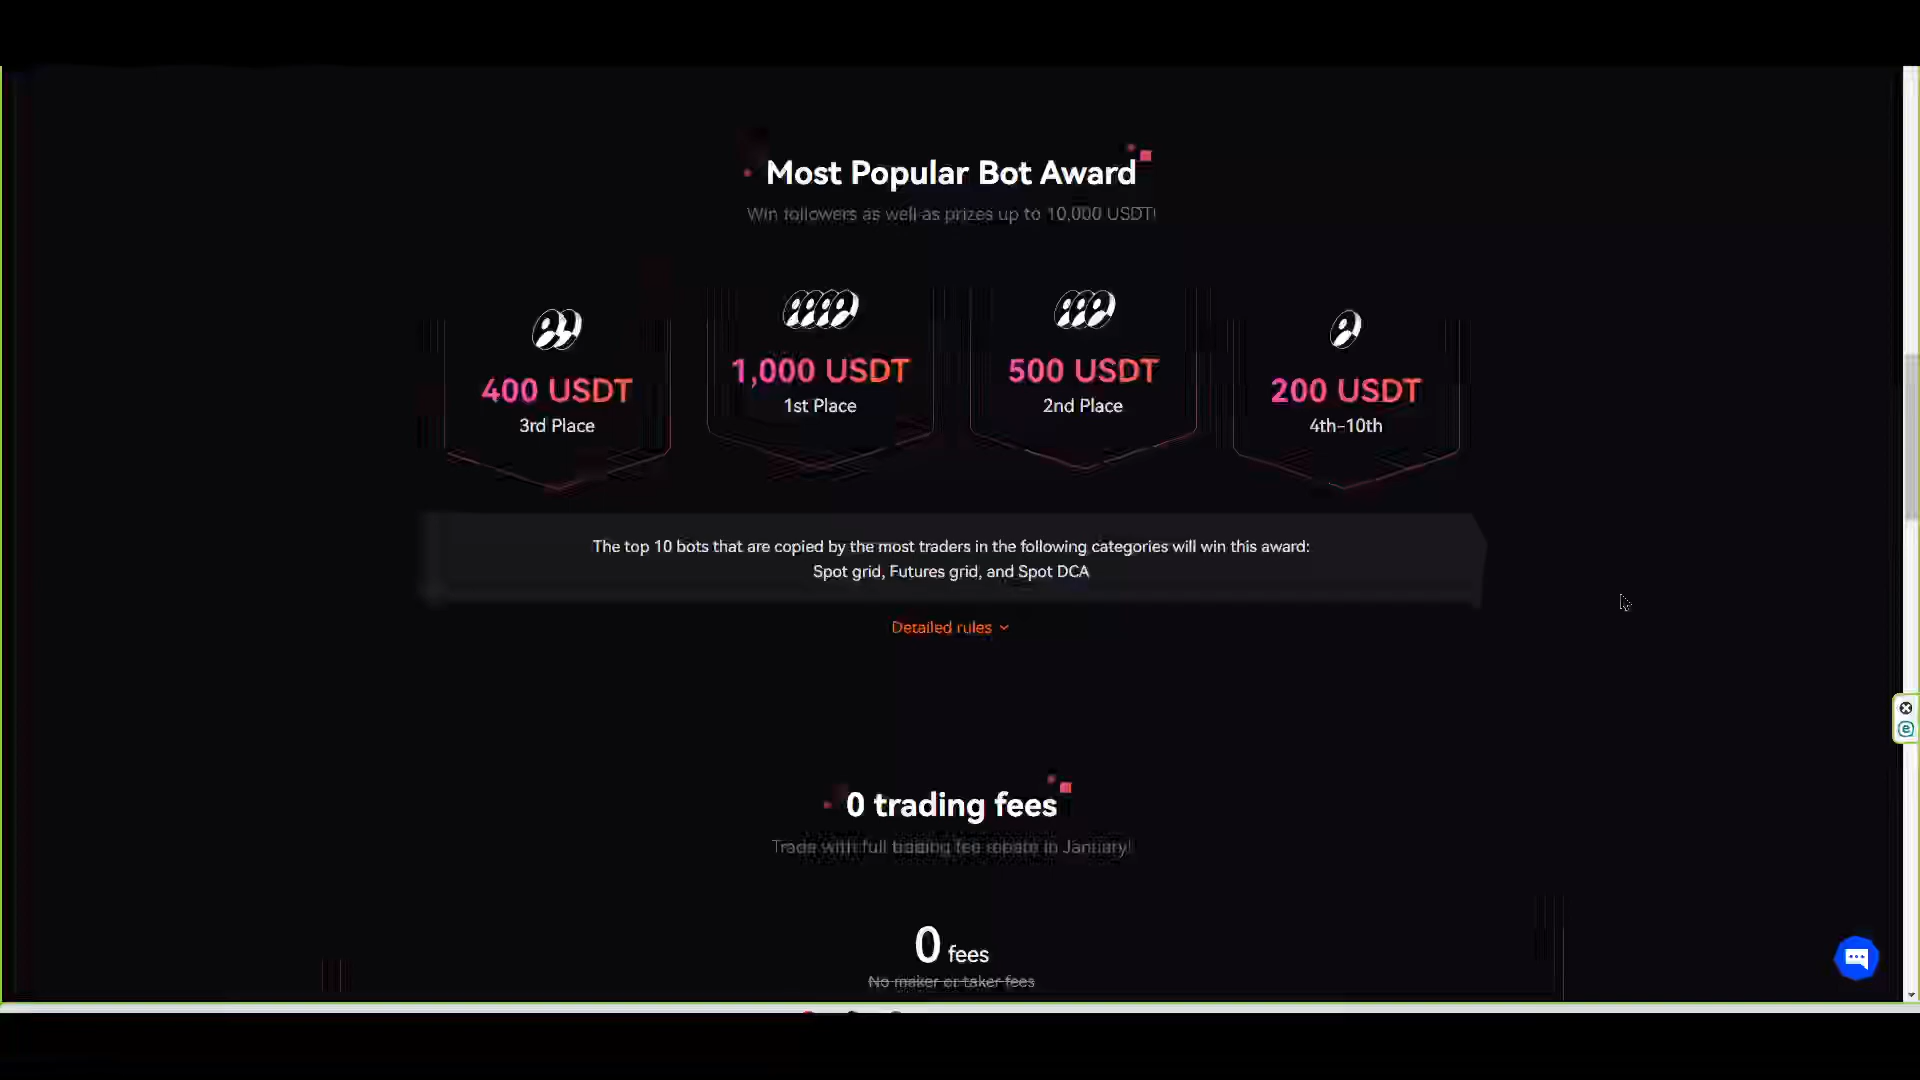 Most Popular Bot Award
Win followers as well as prizes up to 10,000 USDT!
400 USDT
3rd Place
1,000 USDT
1st Place
500 USDT
2nd Place
200 USDT
4th-10th
The top 10 bots that are copied by the most traders in the following categories will win this award:
Spot grid, Futures grid, and Spot DCA
Detailed rules
0 trading fees
Trade with full trading fee rebate in January!
0 fees
No maker or taker fees